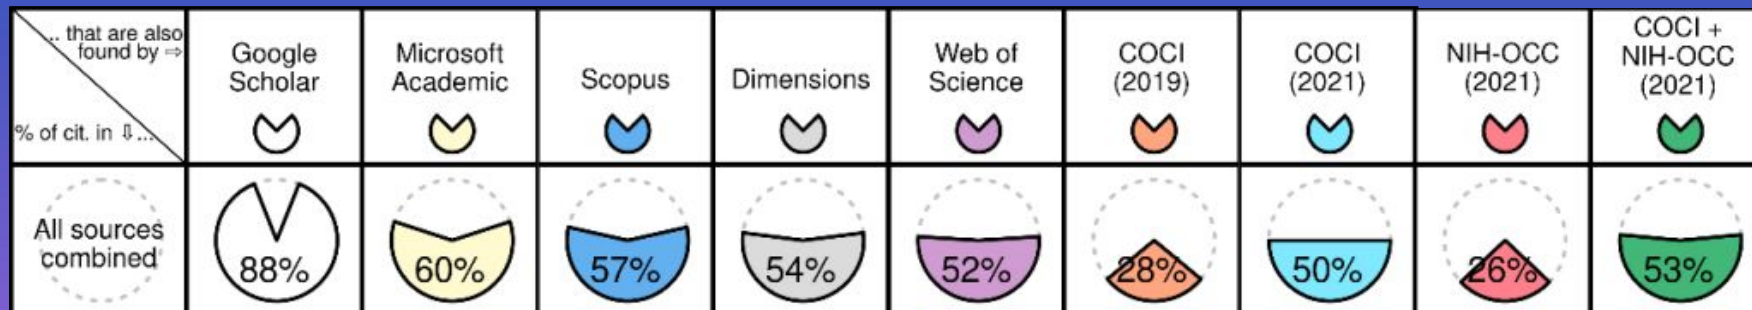 .. that are also
found by ⇨
% of cit. in ⇩...
Google
Scholar
Microsoft
Academic
Scopus
Dimensions
Web of
Science
COCI
(2019)
COCI
(2021)
NIH-OCC
(2021)
COCI +
NIH-OCC
(2021)
All sources
combined
88%
60%
57%
54%
52%
28%
50%
26%
53%